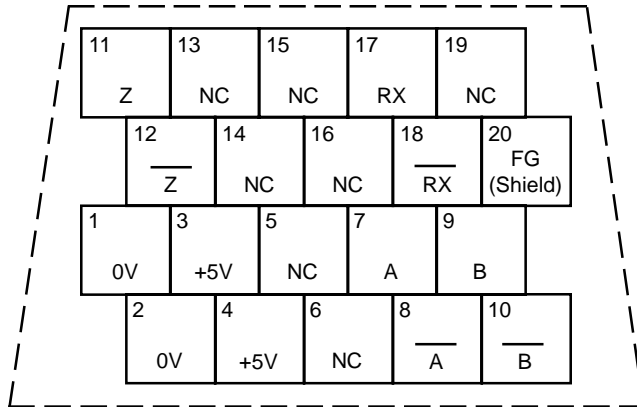 11 13 15 17 19
Z NC NC RX NC
12 14 16 18 20
Z̅ NC NC R̅X̅ FG
(Shield)
1 3 5 7 9
0V +5V NC A B
2 4 6 8 10
0V +5V NC A̅ B̅